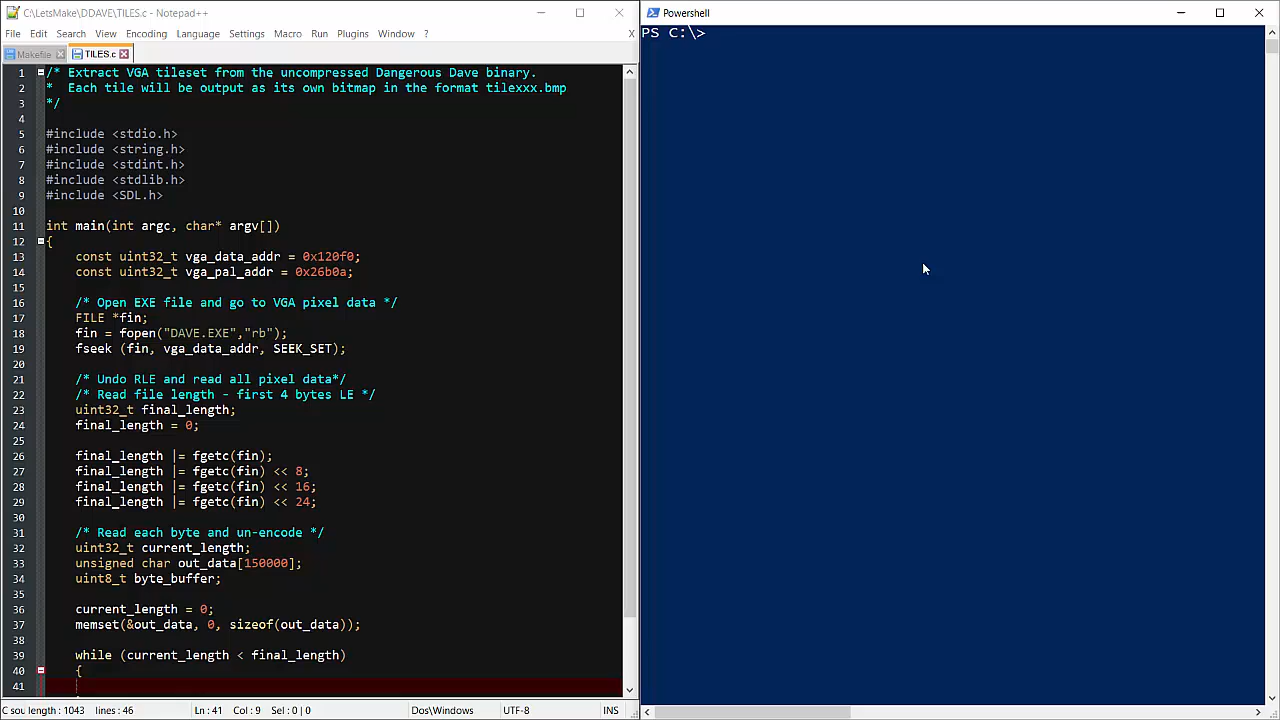 C:\LetsMake\DDAVE\TILES.c - Notepad++
File Edit Search View Encoding Language Settings Macro Run Plugins Window ? X
Makefile TILES.c
1 /* Extract VGA tileset from the uncompressed Dangerous Dave binary.
2 * Each tile will be output as its own bitmap in the format tilexxx.bmp
3 */
4
5 #include <stdio.h>
6 #include <string.h>
7 #include <stdint.h>
8 #include <stdlib.h>
9 #include <SDL.h>
10
11 int main(int argc, char* argv[])
12 {
13 const uint32_t vga_data_addr = 0x120f0;
14 const uint32_t vga_pal_addr = 0x26b0a;
15
16 /* Open EXE file and go to VGA pixel data */
17 FILE *fin;
18 fin = fopen("DAVE.EXE","rb");
19 fseek (fin, vga_data_addr, SEEK_SET);
20
21 /* Undo RLE and read all pixel data*/
22 /* Read file length - first 4 bytes LE */
23 uint32_t final_length;
24 final_length = 0;
25
26 final_length |= fgetc(fin);
27 final_length |= fgetc(fin) << 8;
28 final_length |= fgetc(fin) << 16;
29 final_length |= fgetc(fin) << 24;
30
31 /* Read each byte and un-encode */
32 uint32_t current_length;
33 unsigned char out_data[150000];
34 uint8_t byte_buffer;
35
36 current_length = 0;
37 memset(&out_data, 0, sizeof(out_data));
38
39 while (current_length < final_length)
40 {
41
C sou length : 1043 lines : 46 Ln : 41 Col : 9 Sel : 0 | 0 Dos\Windows UTF-8 INS
Powershell
PS C:\>